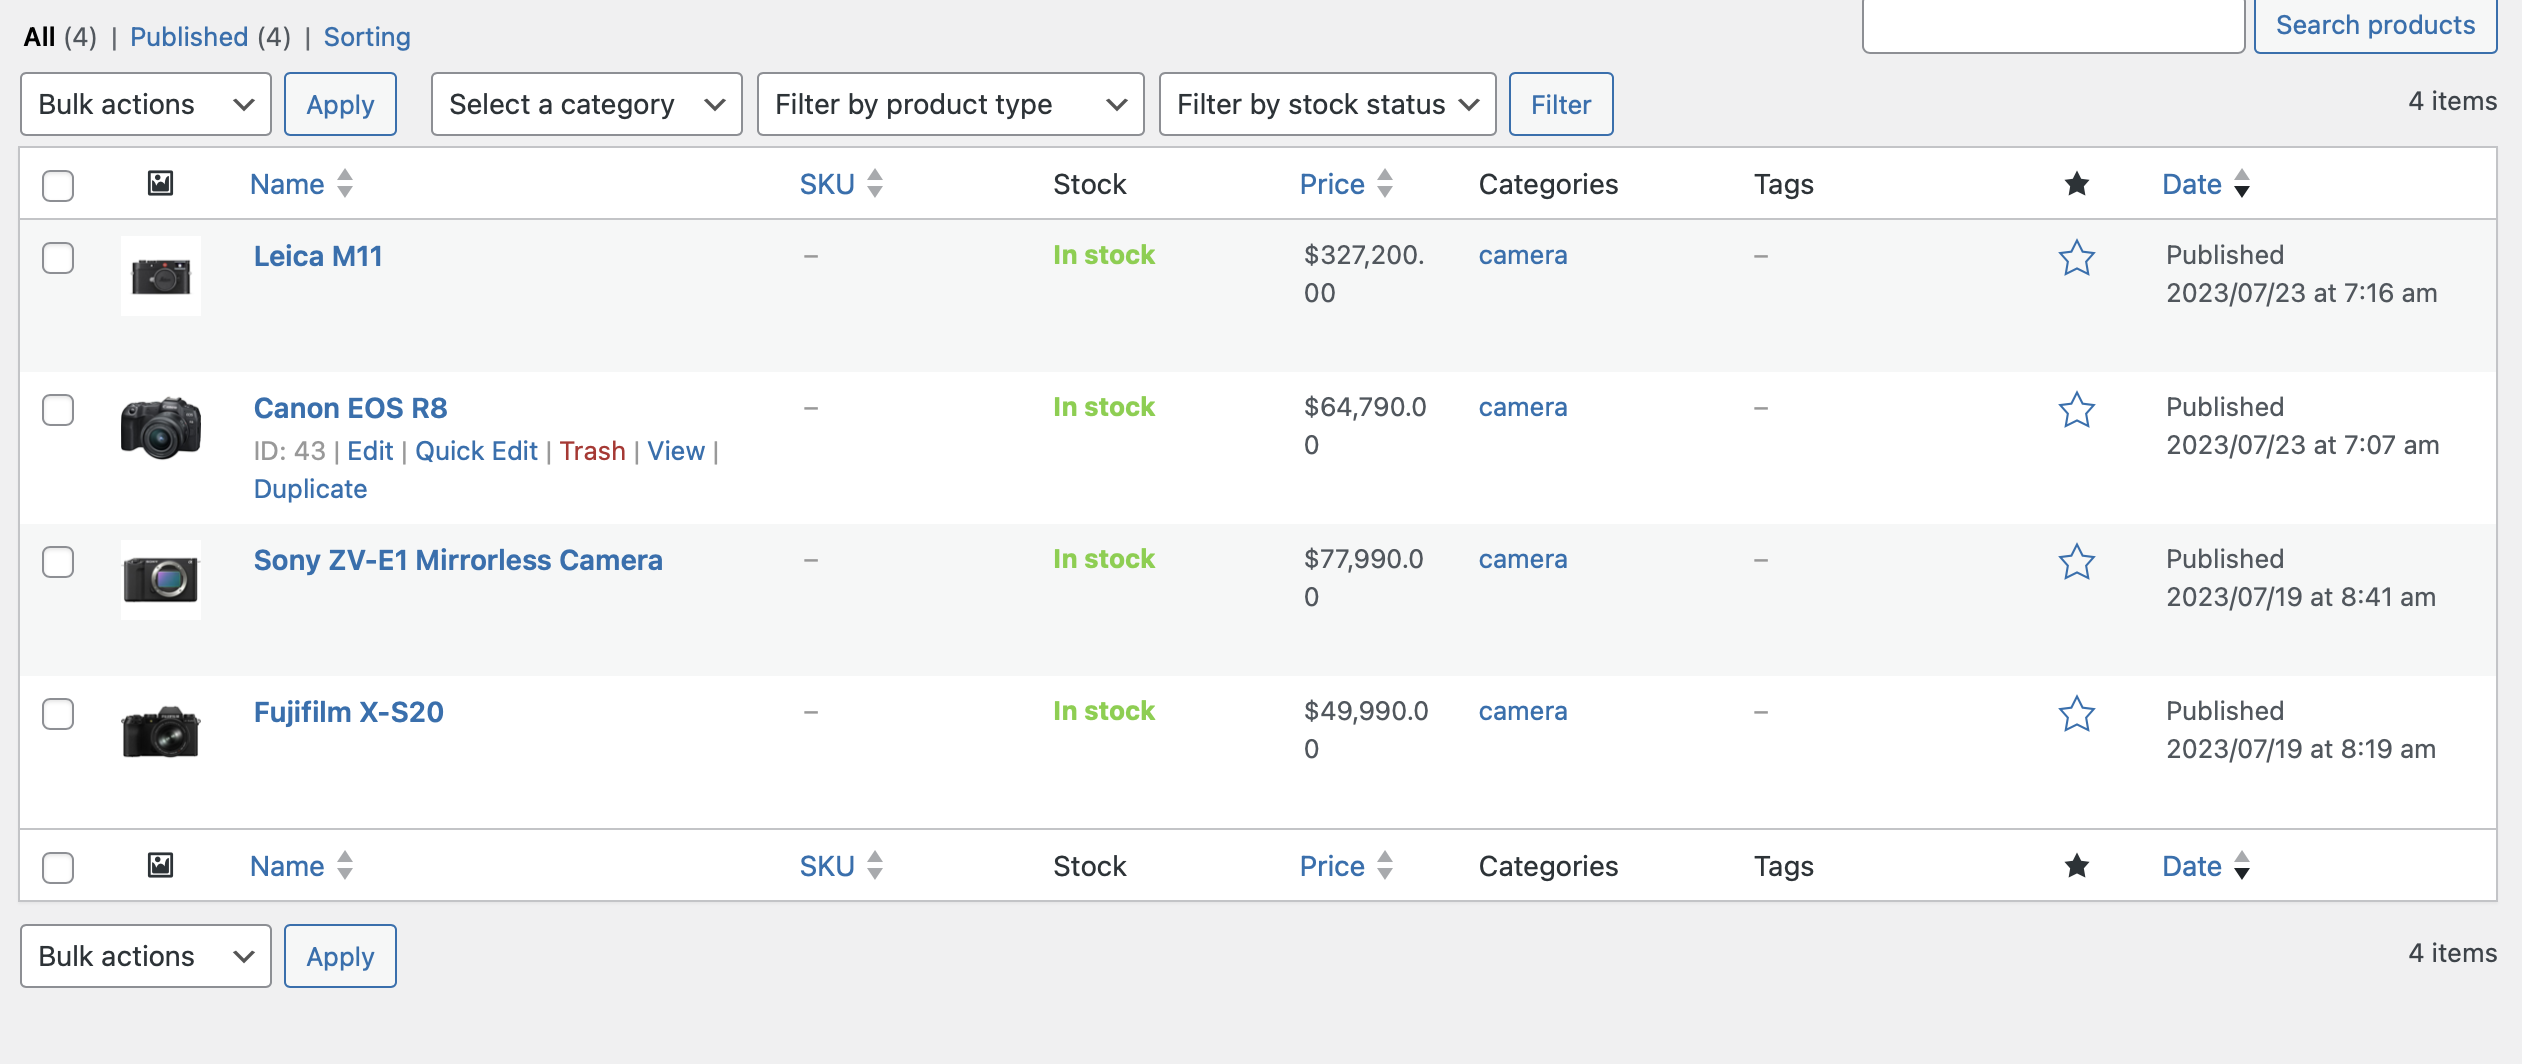 All (4) | Published (4) | Sorting
Search products
Bulk actions Apply Select a category Filter by product type Filter by stock status Filter 4 items
Name SKU Stock Price Categories Tags Date
Leica M11 – In stock $327,200. camera – Published
00 2023/07/23 at 7:16 am
Canon EOS R8 – In stock $64,790.0 camera – Published
ID: 43 | Edit | Quick Edit | Trash | View | 0 2023/07/23 at 7:07 am
Duplicate
Sony ZV-E1 Mirrorless Camera – In stock $77,990.0 camera – Published
0 2023/07/19 at 8:41 am
Fujifilm X-S20 – In stock $49,990.0 camera – Published
0 2023/07/19 at 8:19 am
Name SKU Stock Price Categories Tags Date
Bulk actions Apply 4 items